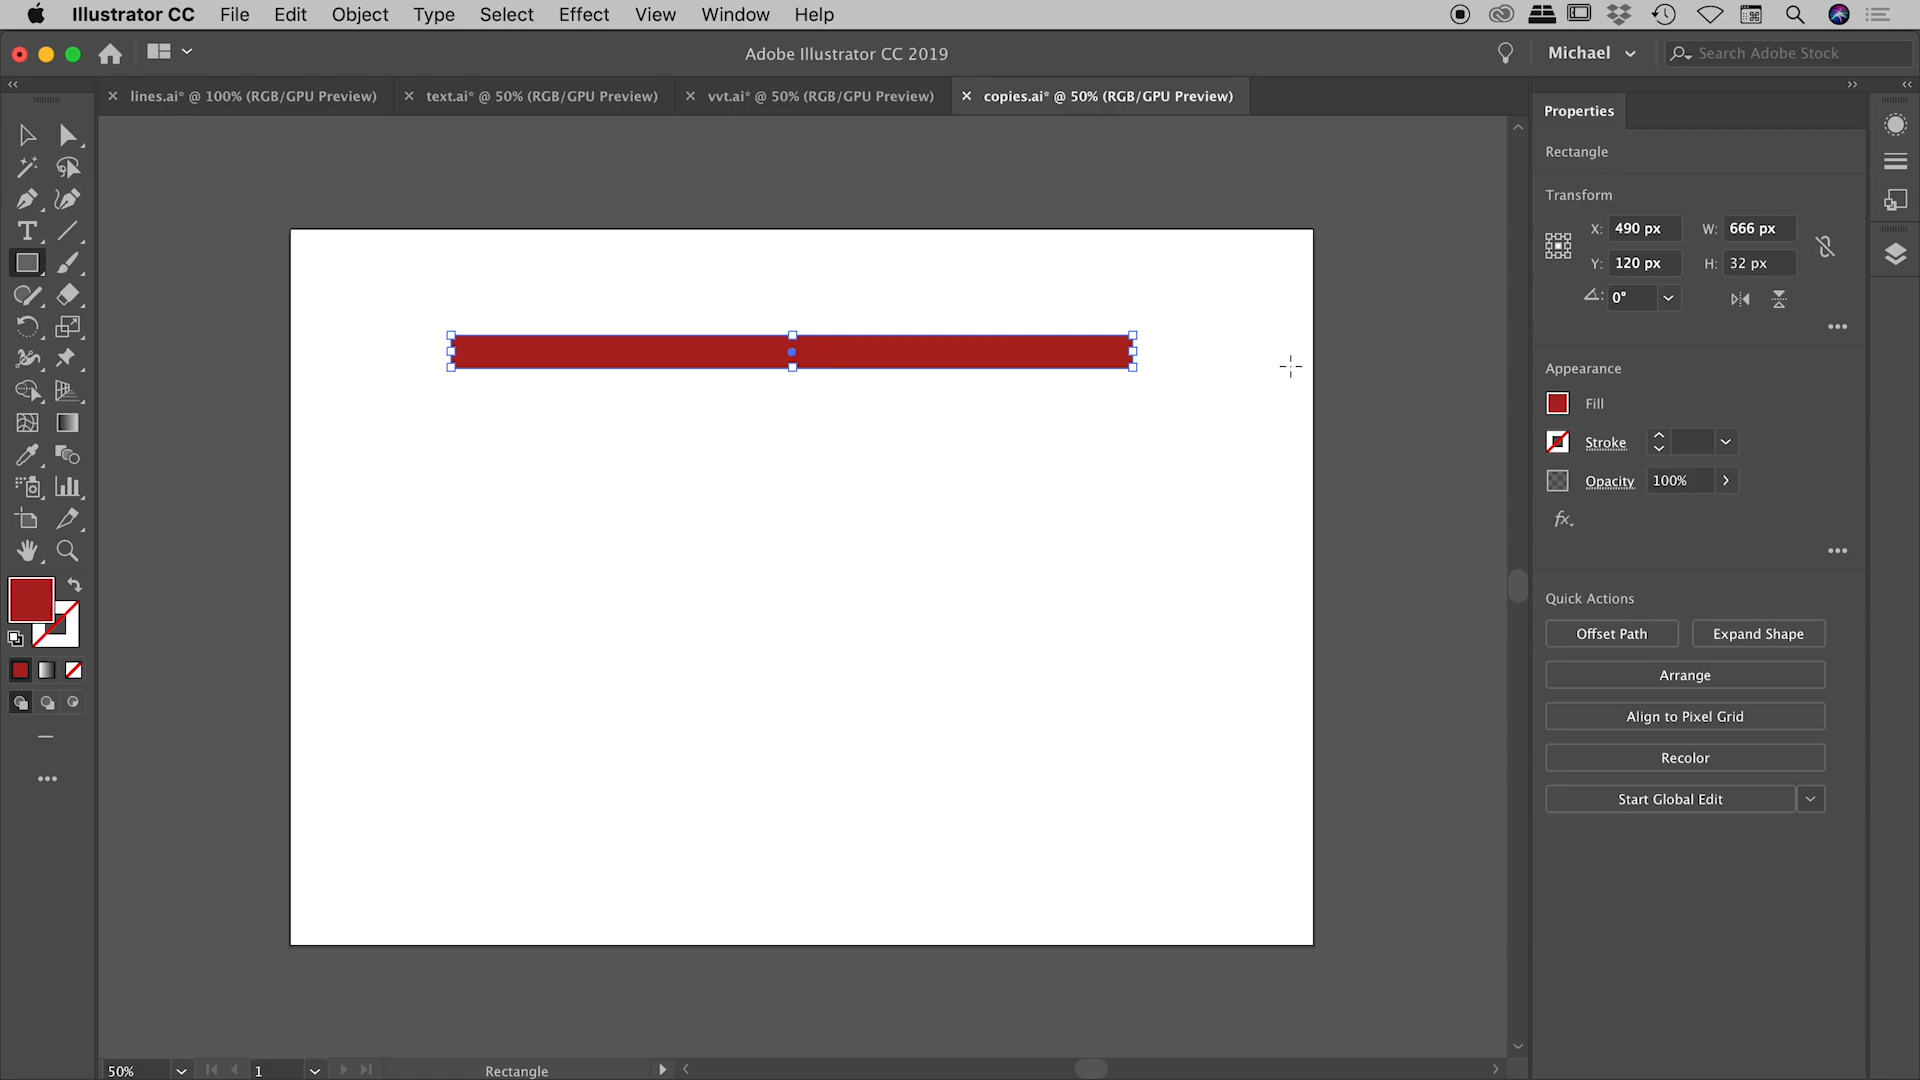 Illustrator CC File Edit Object Type Select Effect View Window Help
Adobe Illustrator CC 2019
Michael
Search Adobe Stock
lines.ai* @ 100% (RGB/GPU Preview)
text.ai* @ 50% (RGB/GPU Preview)
vvt.ai* @ 50% (RGB/GPU Preview)
copies.ai* @ 50% (RGB/GPU Preview)
Properties
Rectangle
Transform
X: 490 px W: 666 px
Y: 120 px H: 32 px
0°
Appearance
Fill
Stroke
Opacity 100%
fx.
Quick Actions
Offset Path Expand Shape
Arrange
Align to Pixel Grid
Recolor
Start Global Edit
50% 1 Rectangle